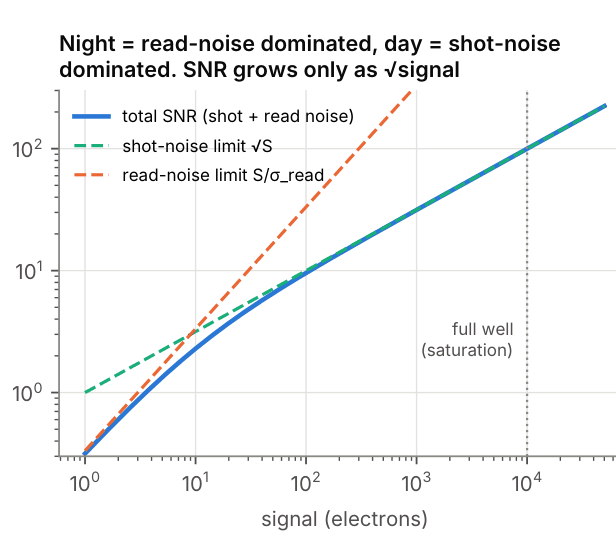 Night = read-noise dominated, day = shot-noise
dominated. SNR grows only as √signal
total SNR (shot + read noise)
shot-noise limit √S
read-noise limit S/σ_read
10²
10¹
10⁰
full well
(saturation)
10⁰ 10¹ 10² 10³ 10⁴
signal (electrons)